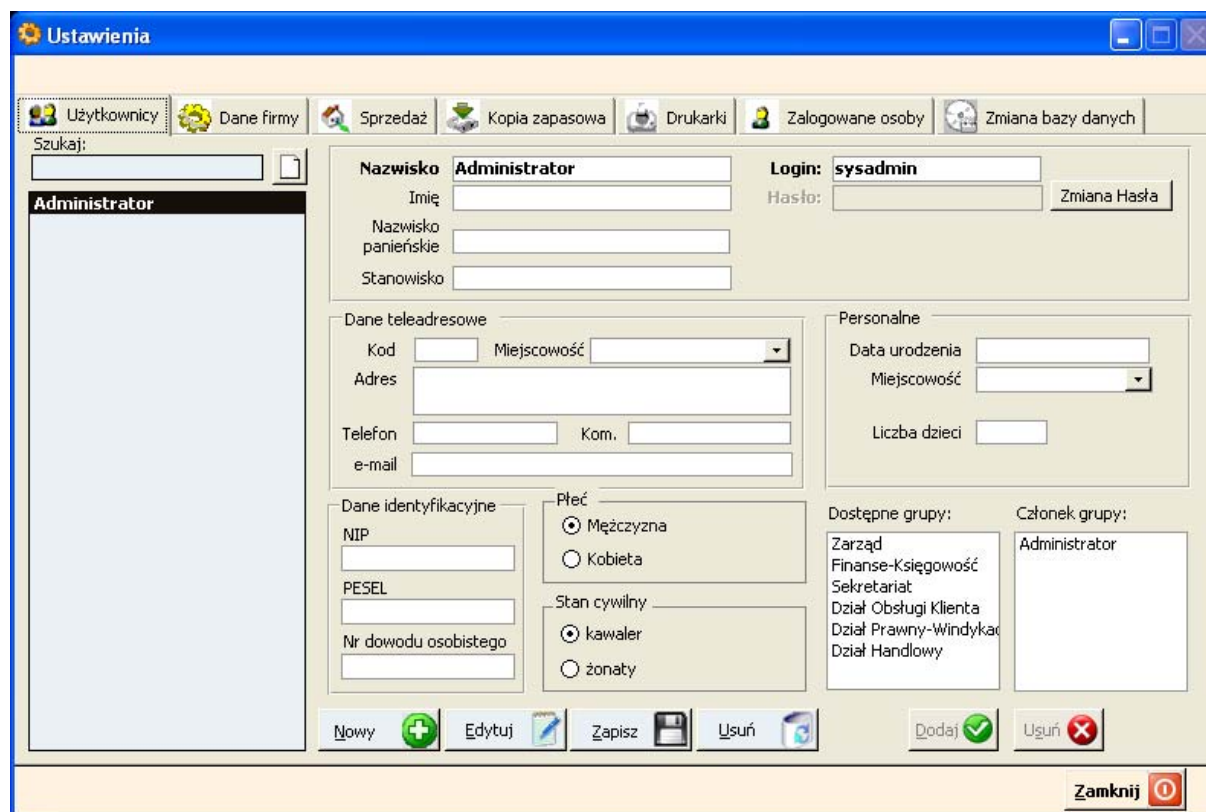 Ustawienia
Użytkownicy Dane firmy Sprzedaż Kopia zapasowa Drukarki Zalogowane osoby Zmiana bazy danych
Szukaj:
Administrator
Nazwisko Administrator Login: sysadmin
Imię Hasło: Zmiana Hasła
Nazwisko
panieńskie
Stanowisko
Dane teleadresowe
Kod Miejscowość
Adres
Telefon Kom.
e-mail
Personalne
Data urodzenia
Miejscowość
Liczba dzieci
Dane identyfikacyjne
NIP
PESEL
Nr dowodu osobistego
Płeć
Mężczyzna
Kobieta
Stan cywilny
kawaler
żonaty
Dostępne grupy:
Zarząd
Finanse-Księgowość
Sekretariat
Dział Obsługi Klienta
Dział Prawny-Windykac
Dział Handlowy
Członek grupy:
Administrator
Nowy Edytuj Zapisz Usuń Dodaj Usuń
Zamknij